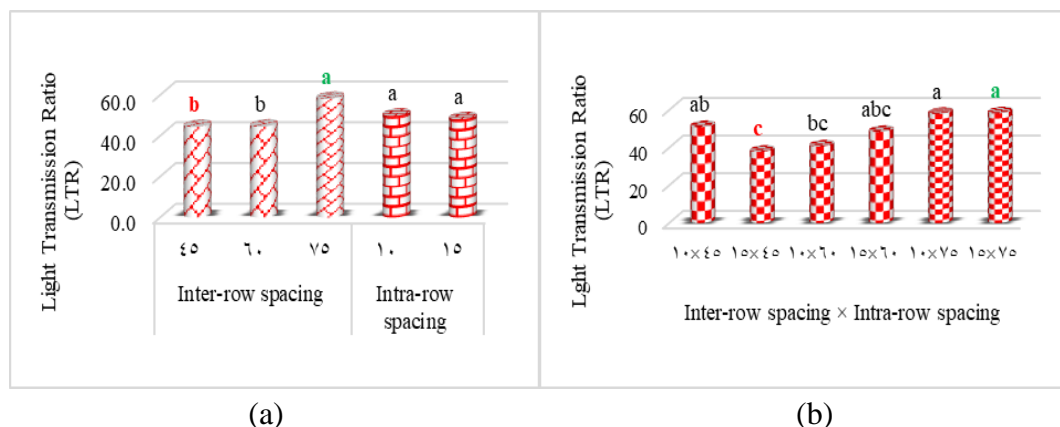 Light Transmission Ratio
(LTR)
60.0
40.0
20.0
0.0
b
b
a
a
a
٤٥
٦٠
٧٥
١٠
١٥
Inter-row spacing
Intra-row
spacing
(a)
Lght Transmission Ratio
(LTR)
60
40
20
0
ab
c
bc
abc
a
a
١٠×٤٥
١٥×٤٥
١٠×٦٠
١٥×٦٠
١٠×٧٥
١٥×٧٥
Inter-row spacing × Intra-row spacing
(b)